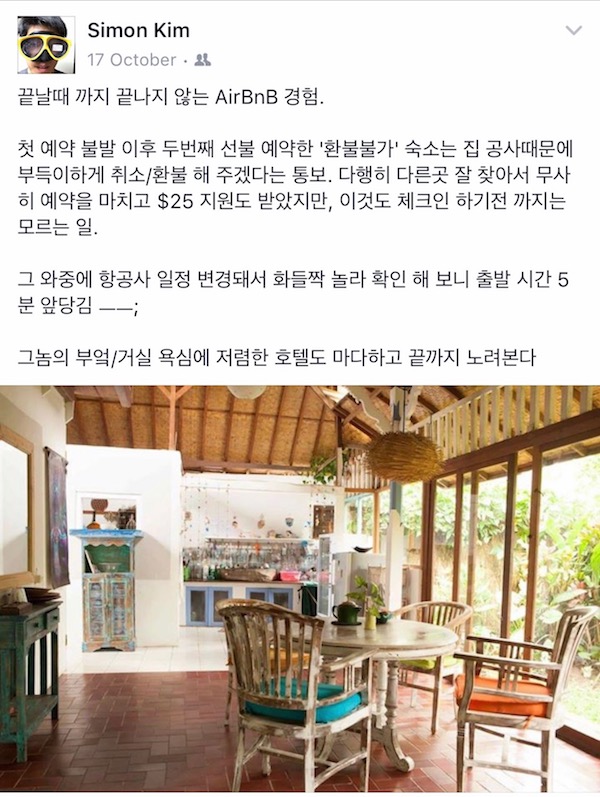 Simon Kim
17 October
끝날때 까지 끝나지 않는 AirBnB 경험.
첫 예약 불발 이후 두번째 선불 예약한 '환불불가' 숙소는 집 공사때문에
부득이하게 취소/환불 해 주겠다는 통보. 다행히 다른곳 잘 찾아서 무사
히 예약을 마치고 $25 지원도 받았지만, 이것도 체크인 하기전 까지는
모르는 일.
그 와중에 항공사 일정 변경돼서 화들짝 놀라 확인 해 보니 출발 시간 5
분 앞당김 ㅡㅡ;
그놈의 부엌/거실 욕심에 저렴한 호텔도 마다하고 끝까지 노려본다